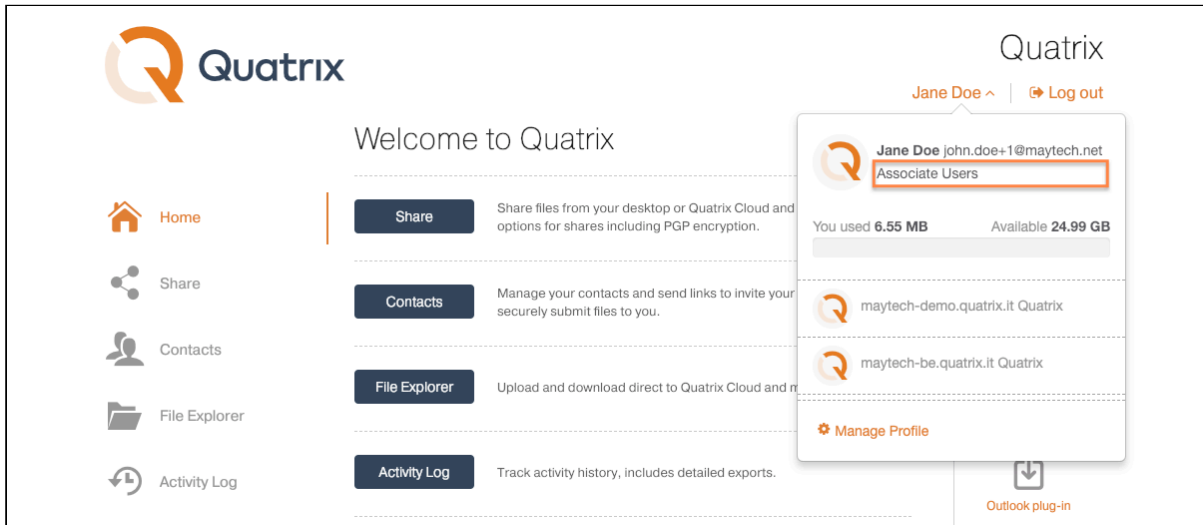 Quatrix
Quatrix
Jane Doe
Log out
Welcome to Quatrix
Jane Doe john.doe+1@maytech.net
Associate Users
You used 6.55 MB
Available 24.99 GB
maytech-demo.quatrix.it Quatrix
maytech-be.quatrix.it Quatrix
Manage Profile
Home
Share
Contacts
File Explorer
Activity Log
Share
Share files from your desktop or Quatrix Cloud and
options for shares including PGP encryption.
Contacts
Manage your contacts and send links to invite your
securely submit files to you.
File Explorer
Upload and download direct to Quatrix Cloud and
Activity Log
Track activity history, includes detailed exports.
Outlook plug-in